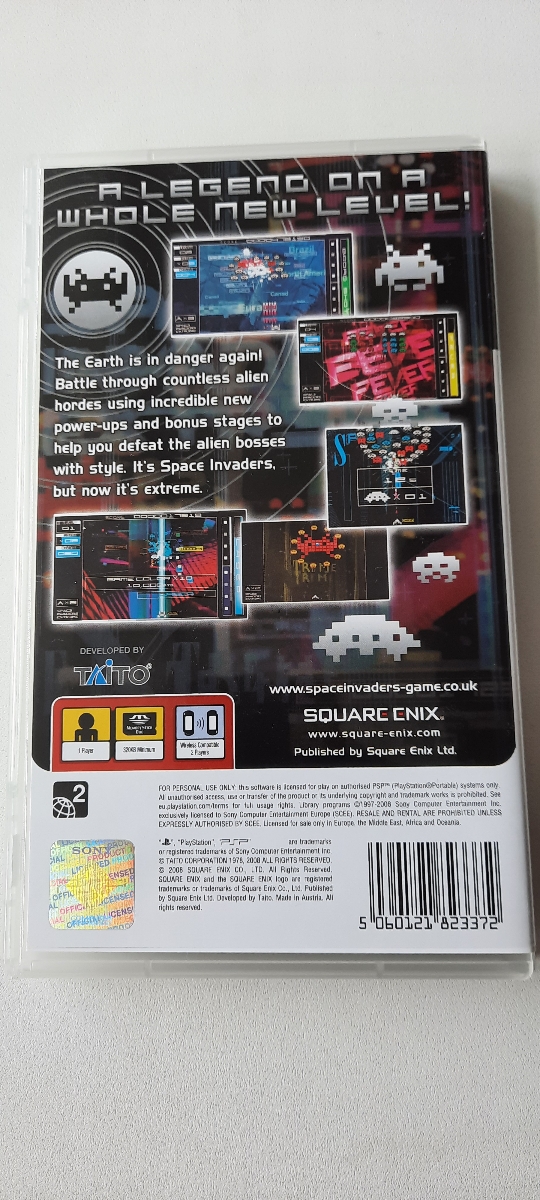 A LEGEND ON A
WHOLE NEW LEVEL!
The Earth is in danger again!
Battle through countless alien
hordes using incredible new
power-ups and bonus stages to
help you defeat the alien bosses
with style. It's Space Invaders,
but now it's extreme.
DEVELOPED BY
TAITO®
www.spaceinvaders-game.co.uk
SQUARE ENIX®
www.square-enix.com
Published by Square Enix Ltd.
1 Player
320KB Minimum
Wireless Compatible
2 Players
2
FOR PERSONAL USE ONLY: this software is licensed for play on authorised PSP™ (PlayStation®Portable) systems only.
All unauthorised access, use or transfer of the product or its underlying copyright and trademark works is prohibited. See
eu.playstation.com/terms for full usage rights. Library programs ©1997-2008 Sony Computer Entertainment Inc.
exclusively licensed to Sony Computer Entertainment Europe (SCEE). RESALE AND RENTAL ARE PROHIBITED UNLESS
EXPRESSLY AUTHORISED BY SCEE. Licensed for sale only in Europe, the Middle East, Africa and Oceania.
"PlayStation", PSP are trademarks
or registered trademarks of Sony Computer Entertainment Inc.
© TAITO CORPORATION 1978, 2008 ALL RIGHTS RESERVED.
© 2008 SQUARE ENIX CO., LTD. All Rights Reserved.
SQUARE ENIX and the SQUARE ENIX logo are registered
trademarks or trademarks of Square Enix Co., Ltd. Published
by Square Enix Ltd. Developed by Taito. Made in Austria. All
rights reserved.
SONY
5 060121 823372